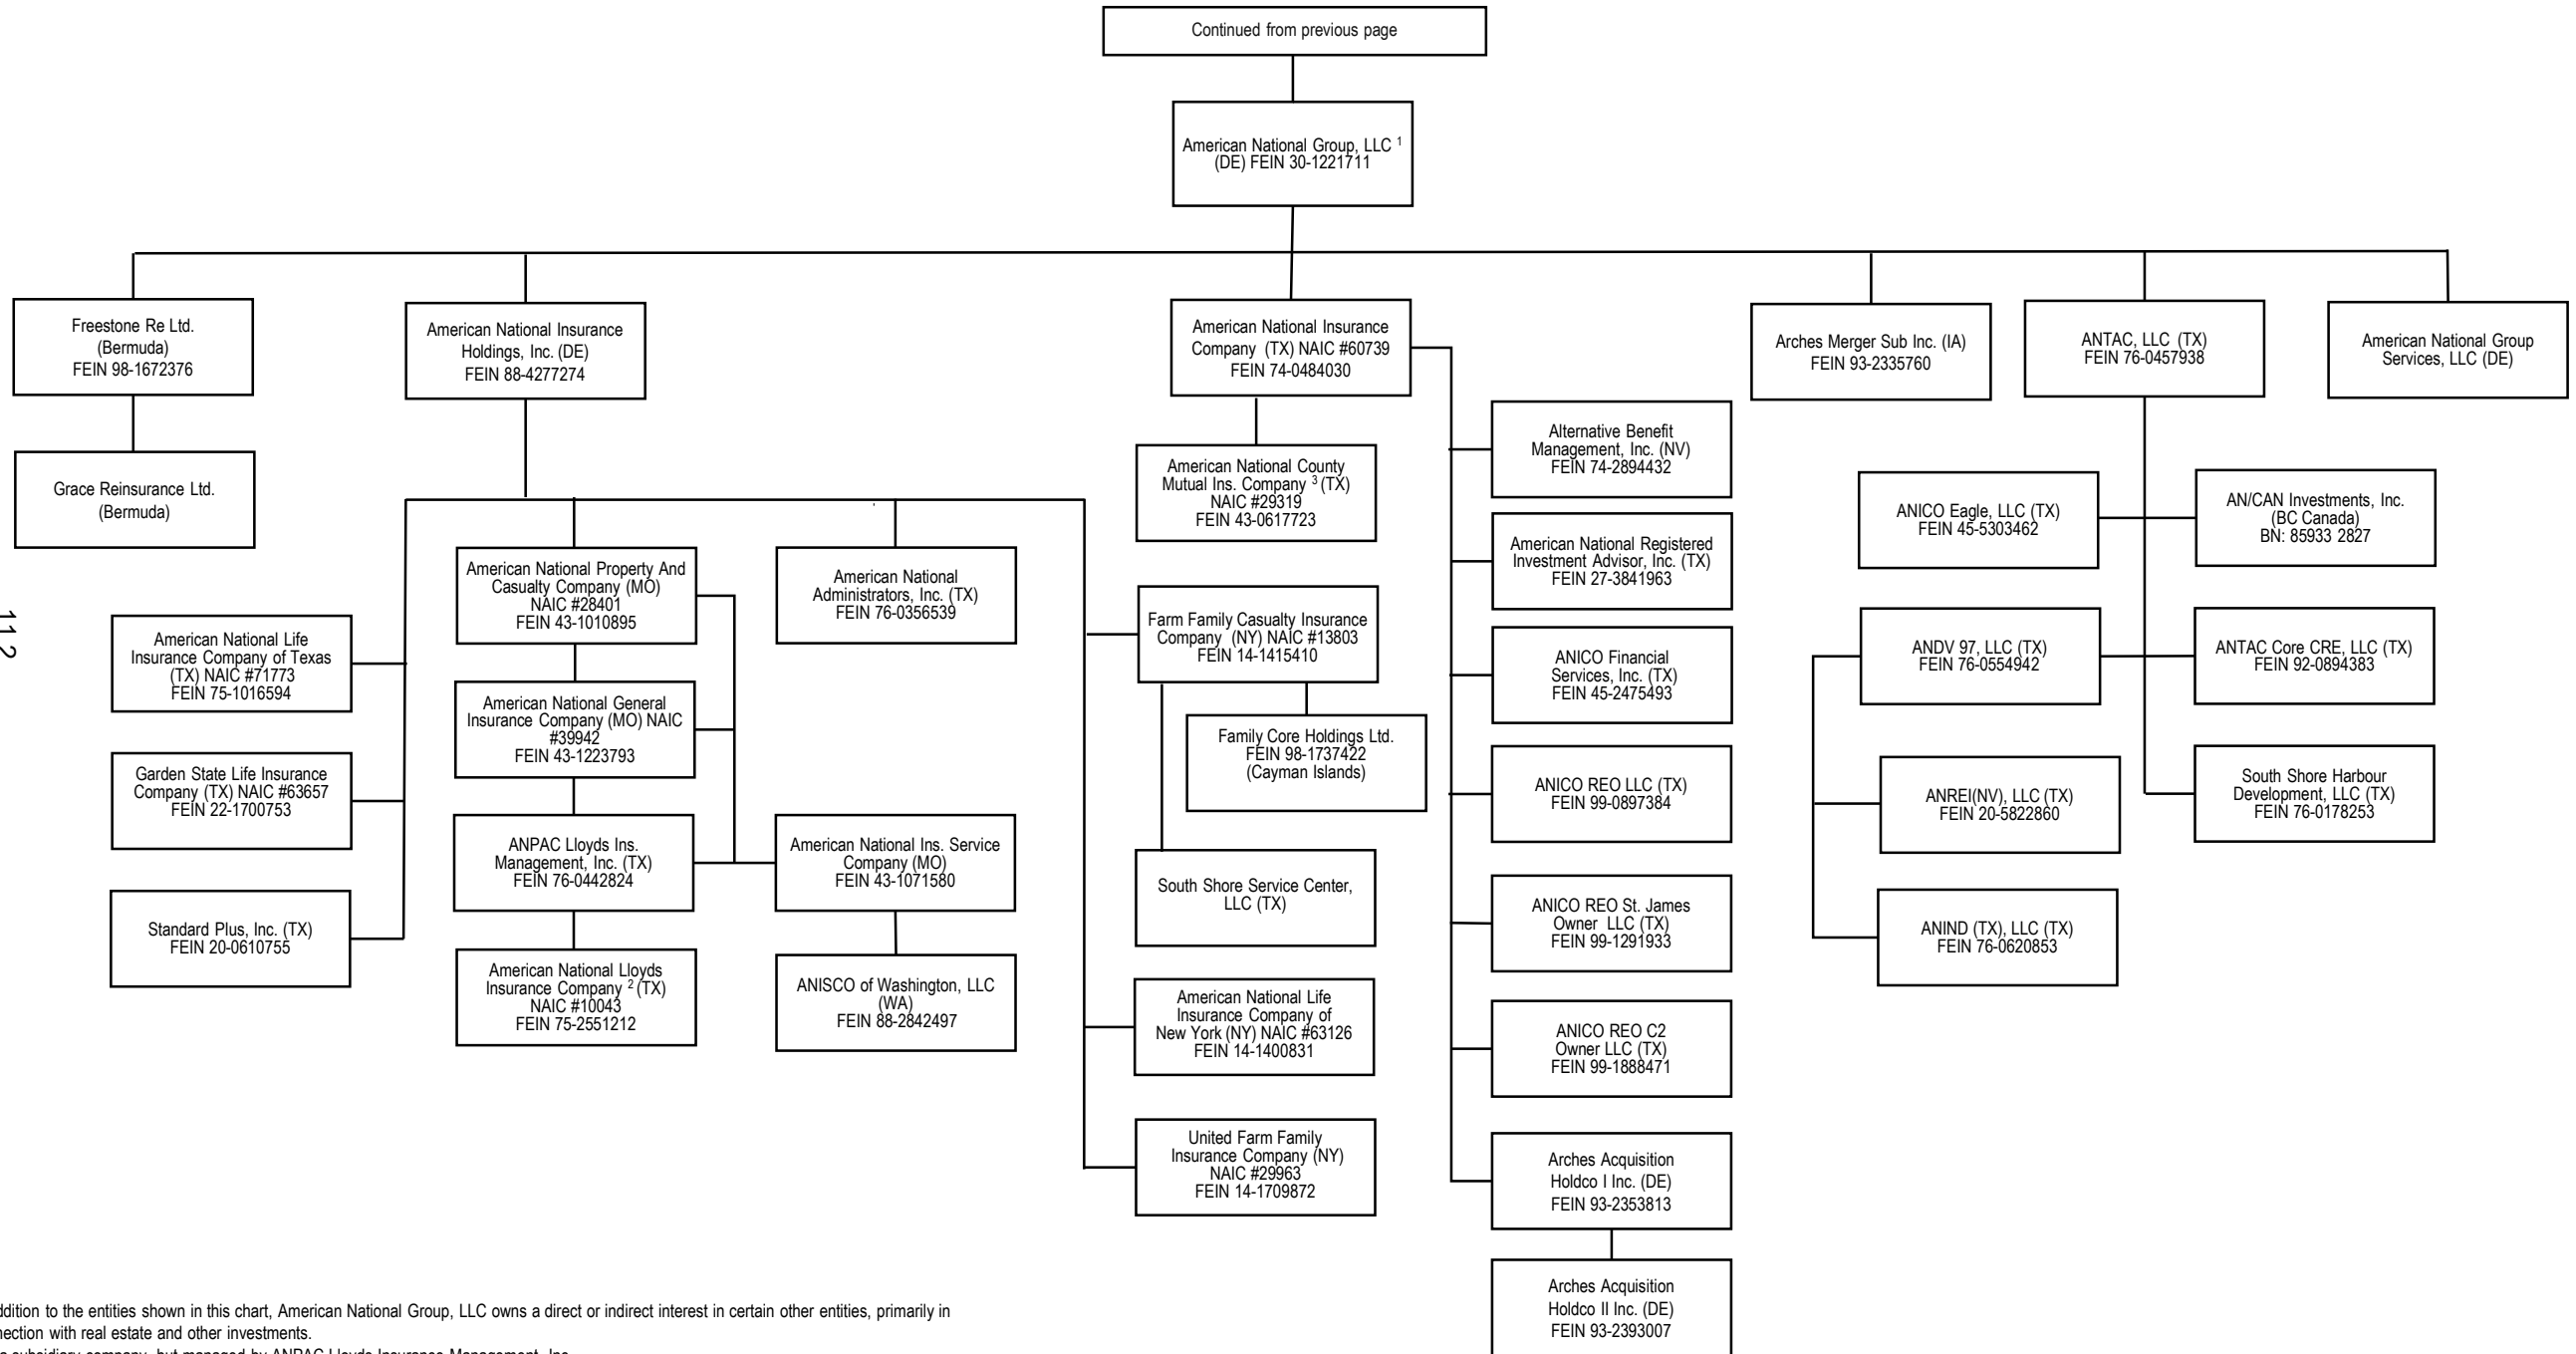 Continued from previous page
American National Group, LLC 1
(DE) FEIN 30-1221711
Freestone Re Ltd.
(Bermuda)
FEIN 98-1672376
American National Insurance
Holdings, Inc. (DE)
FEIN 88-4277274
American National Insurance
Company (TX) NAIC #60739
FEIN 74-0484030
Arches Merger Sub Inc. (IA)
FEIN 93-2335760
ANTAC, LLC (TX)
FEIN 76-0457938
American National Group
Services, LLC (DE)
Grace Reinsurance Ltd.
(Bermuda)
American National County
Mutual Ins. Company 3 (TX)
NAIC #29319
FEIN 43-0617723
Alternative Benefit
Management, Inc. (NV)
FEIN 74-2894432
ANICO Eagle, LLC (TX)
FEIN 45-5303462
AN/CAN Investments, Inc.
(BC Canada)
BN: 85933 2827
American National Property And
Casualty Company (MO)
NAIC #28401
FEIN 43-1010895
American National
Administrators, Inc. (TX)
FEIN 76-0356539
American National Registered
Investment Advisor, Inc. (TX)
FEIN 27-3841963
Farm Family Casualty Insurance
Company (NY) NAIC #13803
FEIN 14-1415410
ANDV 97, LLC (TX)
FEIN 76-0554942
ANTAC Core CRE, LLC (TX)
FEIN 92-0894383
11.2
American National Life
Insurance Company of Texas
(TX) NAIC #71773
FEIN 75-1016594
ANICO Financial
Services, Inc. (TX)
FEIN 45-2475493
American National General
Insurance Company (MO) NAIC
#39942
FEIN 43-1223793
Family Core Holdings Ltd.
FEIN 98-1737422
(Cayman Islands)
Garden State Life Insurance
Company (TX) NAIC #63657
FEIN 22-1700753
ANICO REO LLC (TX)
FEIN 99-0897384
ANREI(NV), LLC (TX)
FEIN 20-5822860
South Shore Harbour
Development, LLC (TX)
FEIN 76-0178253
ANPAC Lloyds Ins.
Management, Inc. (TX)
FEIN 76-0442824
American National Ins. Service
Company (MO)
FEIN 43-1071580
South Shore Service Center,
LLC (TX)
ANICO REO St. James
Owner LLC (TX)
FEIN 99-1291933
ANIND (TX), LLC (TX)
FEIN 76-0620853
Standard Plus, Inc. (TX)
FEIN 20-0610755
American National Lloyds
Insurance Company 2 (TX)
NAIC #10043
FEIN 75-2551212
ANISCO of Washington, LLC
(WA)
FEIN 88-2842497
American National Life
Insurance Company of
New York (NY) NAIC #63126
FEIN 14-1400831
ANICO REO C2
Owner LLC (TX)
FEIN 99-1888471
United Farm Family
Insurance Company (NY)
NAIC #29963
FEIN 14-1709872
Arches Acquisition
Holdco I Inc. (DE)
FEIN 93-2353813
Arches Acquisition
Holdco II Inc. (DE)
FEIN 93-2393007
ddition to the entities shown in this chart, American National Group, LLC owns a direct or indirect interest in certain other entities, primarily in
nection with real estate and other investments.
a subsidiary company, but managed by ANPAC Lloyds Insurance Management, Inc.